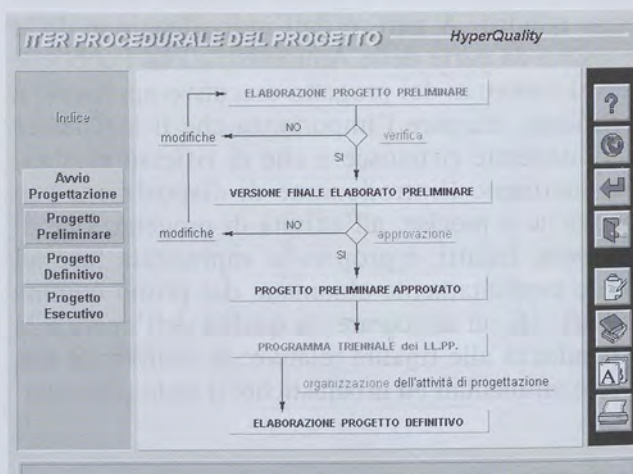 ITER PROCEDURALE DEL PROGETTO
HyperQuality
Indice
Avvio
Progettazione
Progetto
Preliminare
Progetto
Definitivo
Progetto
Esecutivo
ELABORAZIONE PROGETTO PRELIMINARE
modifiche
NO
verifica
SI
VERSIONE FINALE ELABORATO PRELIMINARE
modifiche
NO
approvazione
SI
PROGETTO PRELIMINARE APPROVATO
PROGRAMMA TRIENNALE dei LL.PP.
organizzazione dell'attività di progettazione
ELABORAZIONE PROGETTO DEFINITIVO
?
A